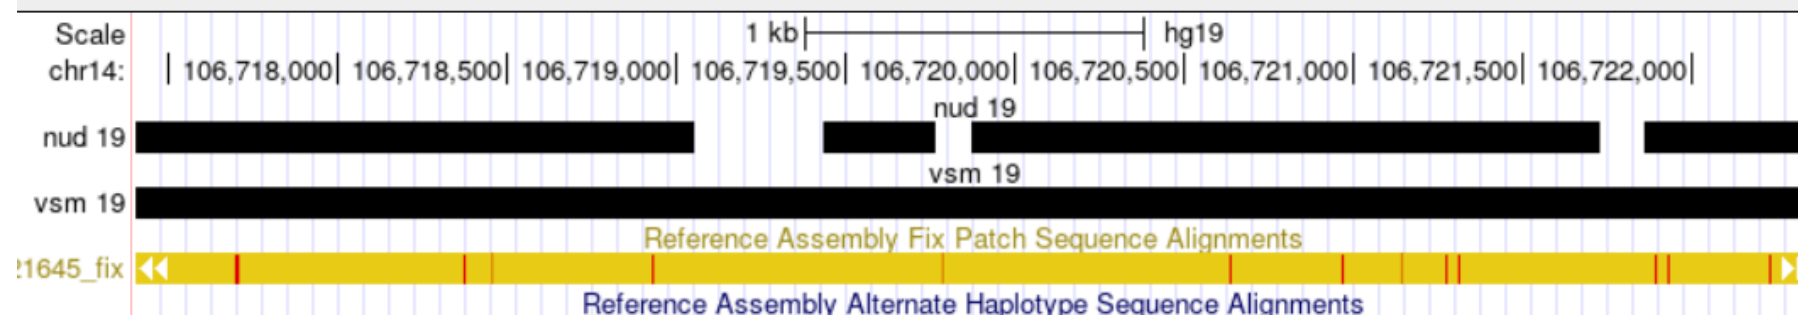 Scale 1 kb hg19
chr14: 106,718,000 106,718,500 106,719,000 106,719,500 106,720,000 106,720,500 106,721,000 106,721,500 106,722,000
nud 19
nud 19
vsm 19
vsm 19
Reference Assembly Fix Patch Sequence Alignments
21645_fix
Reference Assembly Alternate Haplotype Sequence Alignments